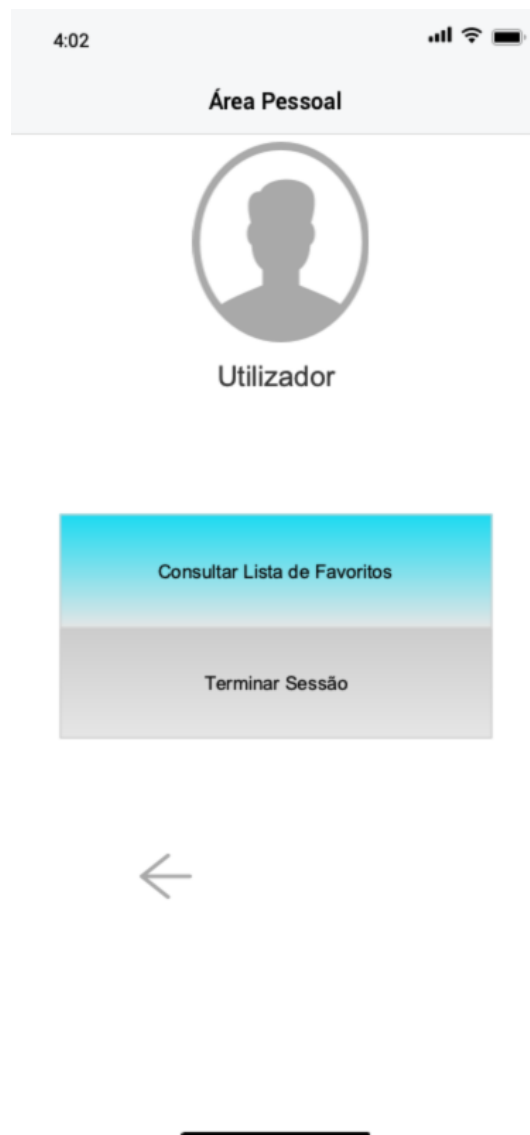 4:02
Área Pessoal
Utilizador
Consultar Lista de Favoritos
Terminar Sessão